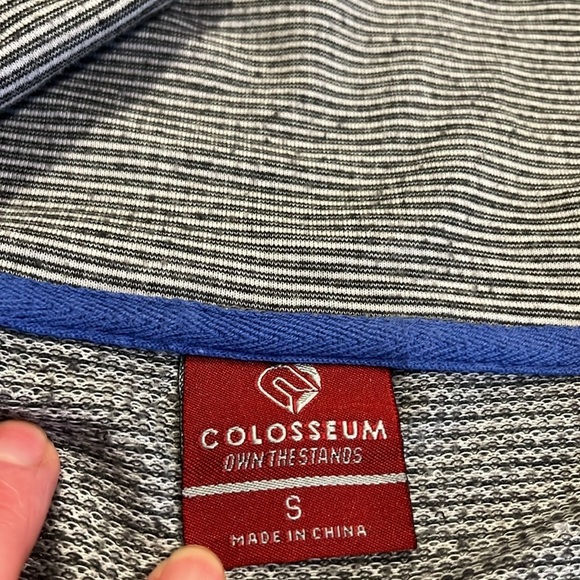 COLOSSEUM
OWN THE STANDS
S
MADE IN CHINA